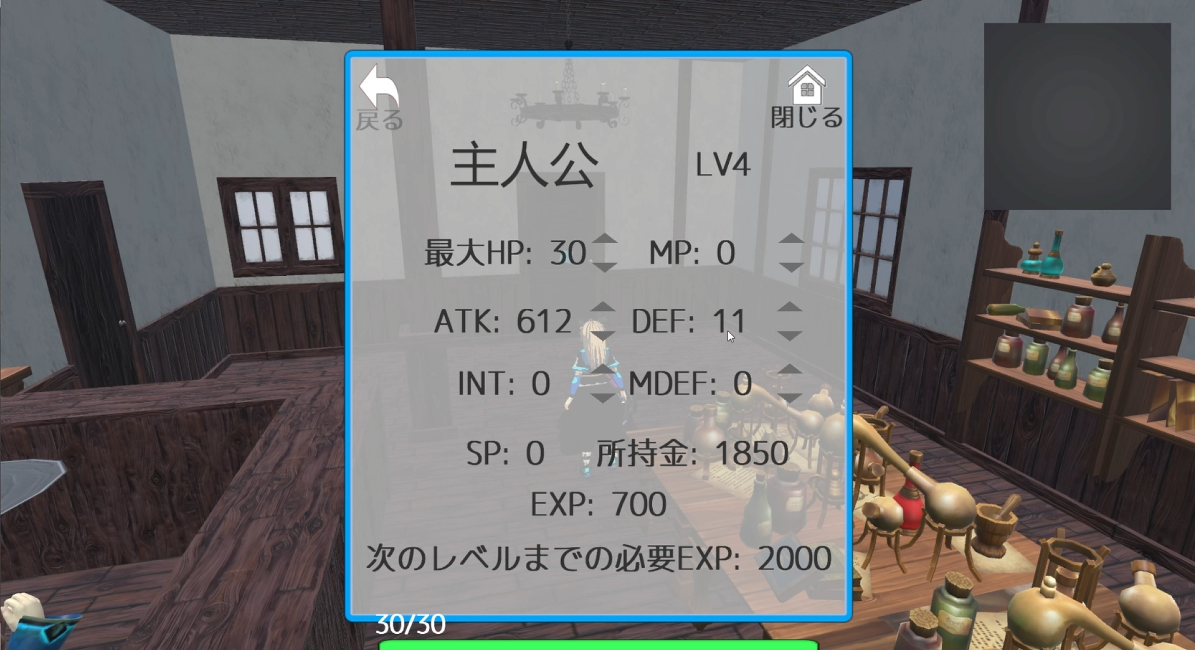 戻る
閉じる
主人公 LV4
最大HP: 30 MP: 0
ATK: 612 DEF: 11
INT: 0 MDEF: 0
SP: 0 所持金: 1850
EXP: 700
次のレベルまでの必要EXP: 2000
30/30